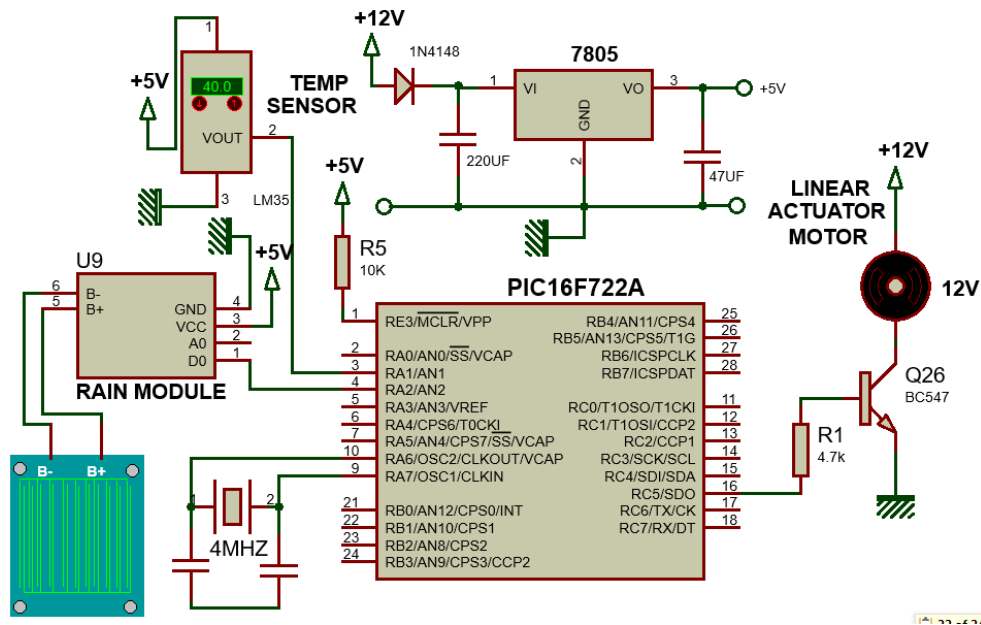 +12V
1N4148
7805
1
VI
VO
3
+5V
GND
2
220UF
47UF
1
+5V
40.0
TEMP
SENSOR
VOUT
2
3
LM35
+12V
LINEAR
ACTUATOR
MOTOR
12V
+5V
R5
10K
+5V
U9
6
B-
5
B+
GND
4
VCC
3
A0
2
D0
1
RAIN MODULE
B-
B+
PIC16F722A
1
RE3/MCLR/VPP
2
RA0/AN0/SS/VCAP
3
RA1/AN1
4
RA2/AN2
5
RA3/AN3/VREF
6
RA4/CPS6/T0CKI
7
RA5/AN4/CPS7/SS/VCAP
10
RA6/OSC2/CLKOUT/VCAP
9
RA7/OSC1/CLKIN
21
RB0/AN12/CPS0/INT
22
RB1/AN10/CPS1
23
RB2/AN8/CPS2
24
RB3/AN9/CPS3/CCP2
RB4/AN11/CPS4
25
RB5/AN13/CPS5/T1G
26
RB6/ICSPCLK
27
RB7/ICSPDAT
28
RC0/T1OSO/T1CKI
11
RC1/T1OSI/CCP2
12
RC2/CCP1
13
RC3/SCK/SCL
14
RC4/SDI/SDA
15
RC5/SDO
16
RC6/TX/CK
17
RC7/RX/DT
18
1
2
4MHZ
Q26
BC547
R1
4.7k